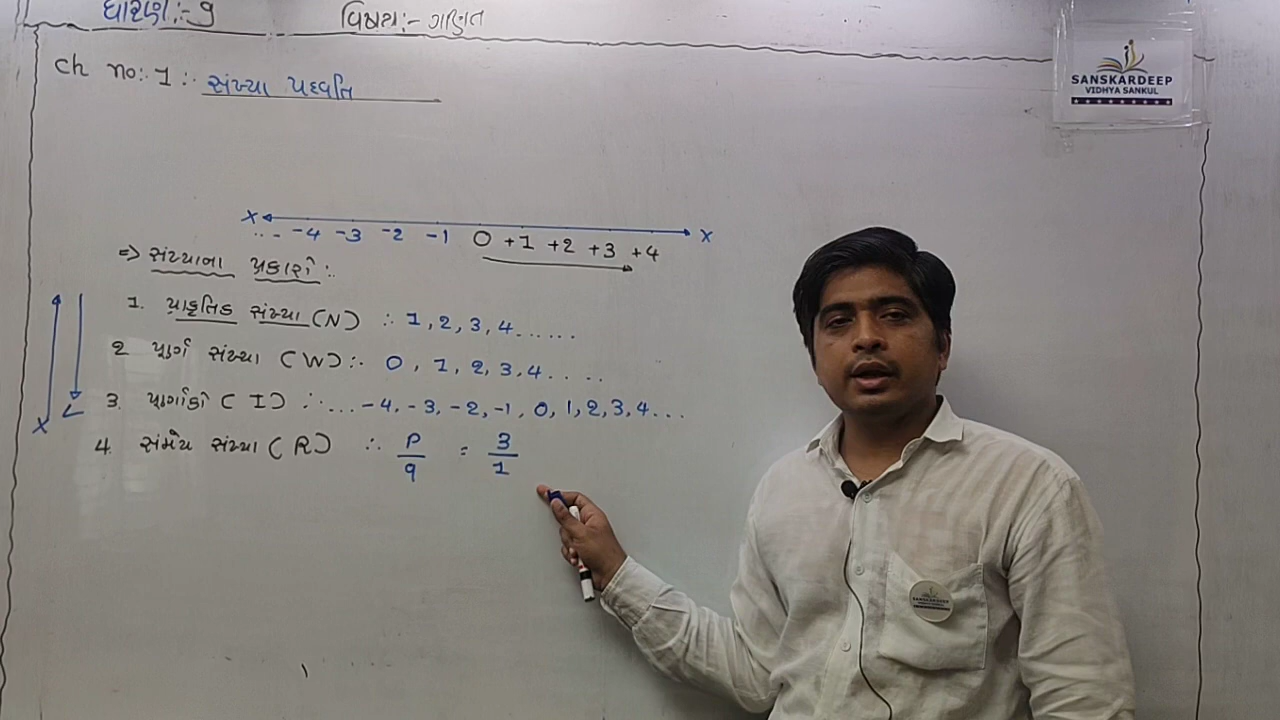 ધોરણ :- 9 વિષય:- ગણિત
SANSKARDEEP
VIDHYA SANKUL
ch no:- 1 :- સંખ્યા પદ્ધતિ
X X
... -4 -3 -2 -1 0 +1 +2 +3 +4
=> સંખ્યાના પ્રકારો :-
1. પ્રાકૃતિક સંખ્યા (N) :- 1, 2, 3, 4......
2 પૂર્ણ સંખ્યા (W) :- 0, 1, 2, 3, 4....
3. પૂર્ણાંકો (I) :- ...-4, -3, -2, -1, 0, 1, 2, 3, 4...
X
4. સંમેય સંખ્યા (R) :- p/q = 3/1
SANSKARDEEP